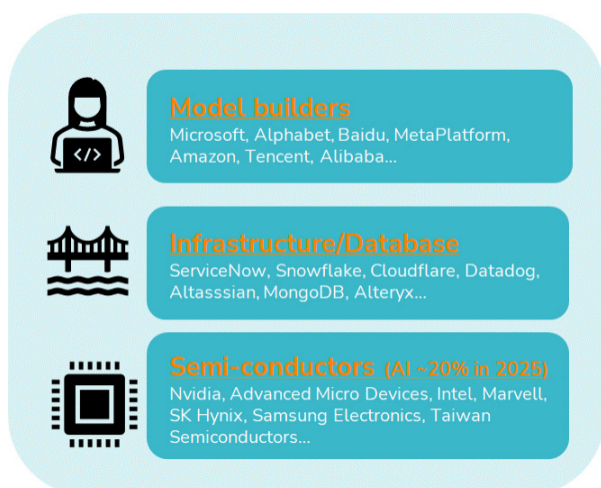 Model builders
Microsoft, Alphabet, Baidu, MetaPlatform,
Amazon, Tencent, Alibaba...
</>
Infrastructure/Database
ServiceNow, Snowflake, Cloudflare, Datadog,
Altasssian, MongoDB, Alteryx...
Semi-conductors (AI ~20% in 2025)
Nvidia, Advanced Micro Devices, Intel, Marvell,
SK Hynix, Samsung Electronics, Taiwan
Semiconductors...